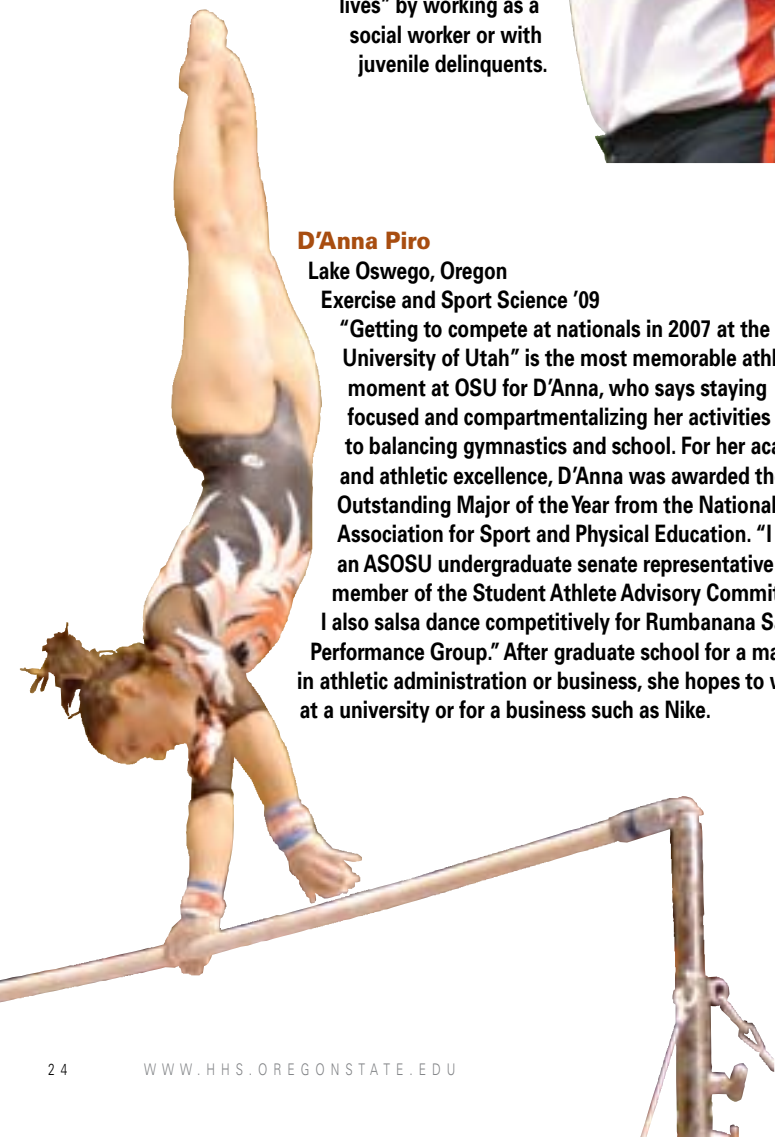 lives” by working as a
social worker or with
juvenile delinquents.
D’Anna Piro
Lake Oswego, Oregon
Exercise and Sport Science ’09
“Getting to compete at nationals in 2007 at the
University of Utah” is the most memorable athl
moment at OSU for D’Anna, who says staying
focused and compartmentalizing her activities
to balancing gymnastics and school. For her aca
and athletic excellence, D’Anna was awarded th
Outstanding Major of the Year from the National
Association for Sport and Physical Education. “I
an ASOSU undergraduate senate representative
member of the Student Athlete Advisory Commit
I also salsa dance competitively for Rumbanana Sa
Performance Group.” After graduate school for a ma
in athletic administration or business, she hopes to w
at a university or for a business such as Nike.
24 WWW.HHS.OREGONSTATE.EDU